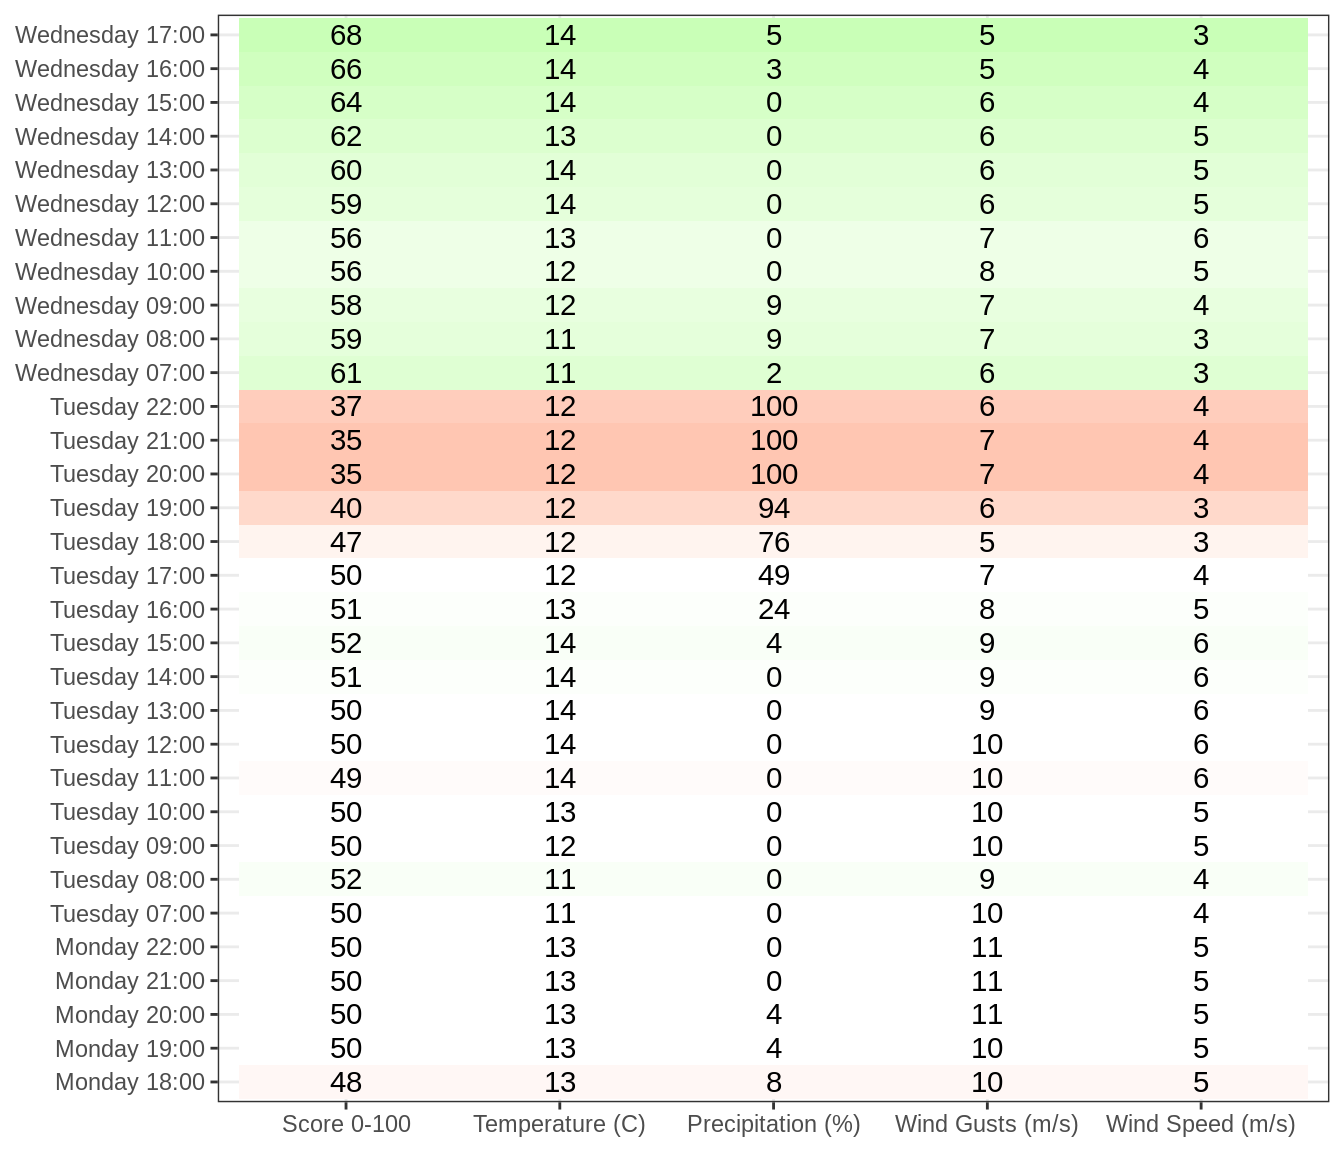 Wednesday 17:00 68 14 5 5 3
Wednesday 16:00 66 14 3 5 4
Wednesday 15:00 64 14 0 6 4
Wednesday 14:00 62 13 0 6 5
Wednesday 13:00 60 14 0 6 5
Wednesday 12:00 59 14 0 6 5
Wednesday 11:00 56 13 0 7 6
Wednesday 10:00 56 12 0 8 5
Wednesday 09:00 58 12 9 7 4
Wednesday 08:00 59 11 9 7 3
Wednesday 07:00 61 11 2 6 3
Tuesday 22:00 37 12 100 6 4
Tuesday 21:00 35 12 100 7 4
Tuesday 20:00 35 12 100 7 4
Tuesday 19:00 40 12 94 6 3
Tuesday 18:00 47 12 76 5 3
Tuesday 17:00 50 12 49 7 4
Tuesday 16:00 51 13 24 8 5
Tuesday 15:00 52 14 4 9 6
Tuesday 14:00 51 14 0 9 6
Tuesday 13:00 50 14 0 9 6
Tuesday 12:00 50 14 0 10 6
Tuesday 11:00 49 14 0 10 6
Tuesday 10:00 50 13 0 10 5
Tuesday 09:00 50 12 0 10 5
Tuesday 08:00 52 11 0 9 4
Tuesday 07:00 50 11 0 10 4
Monday 22:00 50 13 0 11 5
Monday 21:00 50 13 0 11 5
Monday 20:00 50 13 4 11 5
Monday 19:00 50 13 4 10 5
Monday 18:00 48 13 8 10 5
Score 0-100 Temperature (C) Precipitation (%) Wind Gusts (m/s) Wind Speed (m/s)